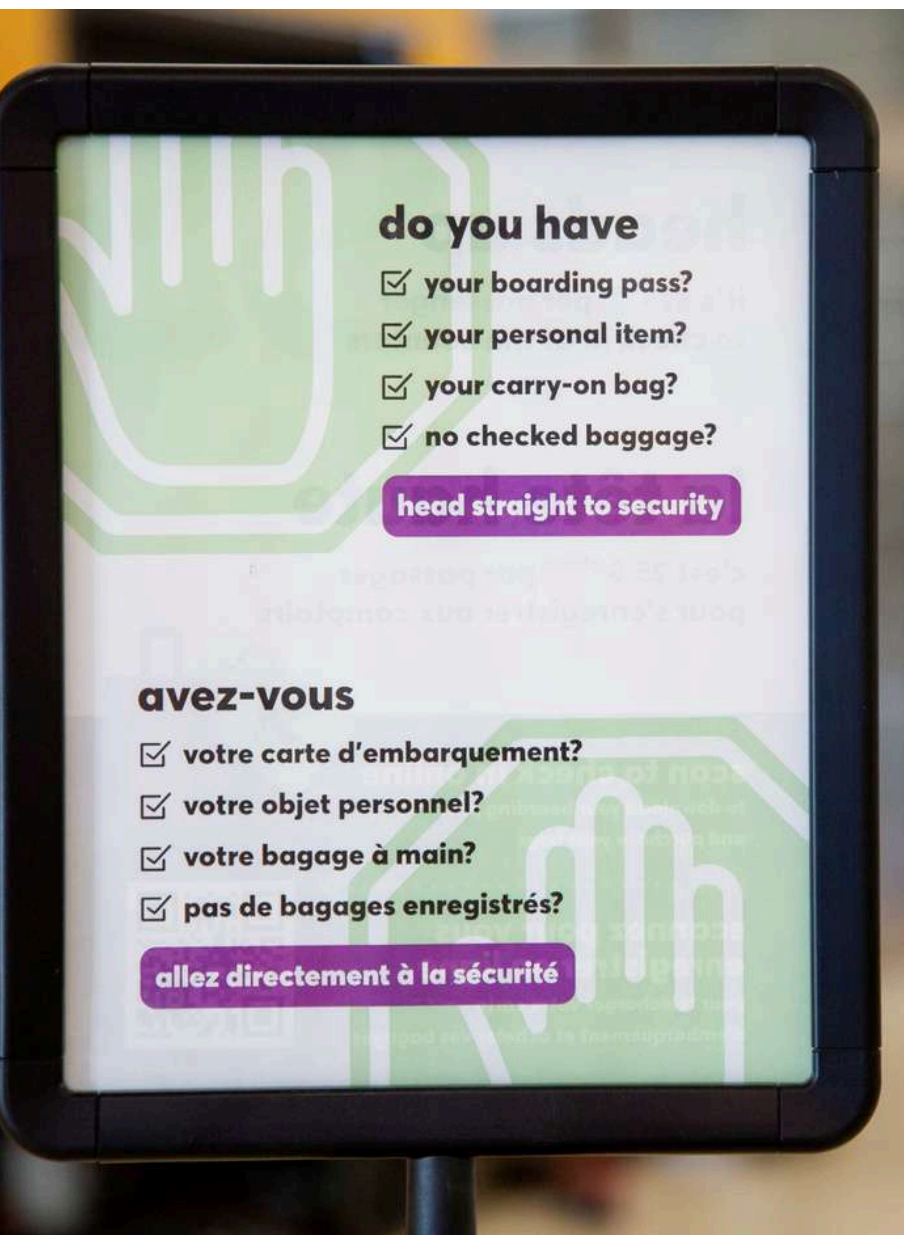 do you have
your boarding pass?
your personal item?
your carry-on bag?
no checked baggage?
head straight to security
avez-vous
votre carte d'embarquement?
votre objet personnel?
votre bagage à main?
pas de bagages enregistrés?
allez directement à la sécurité